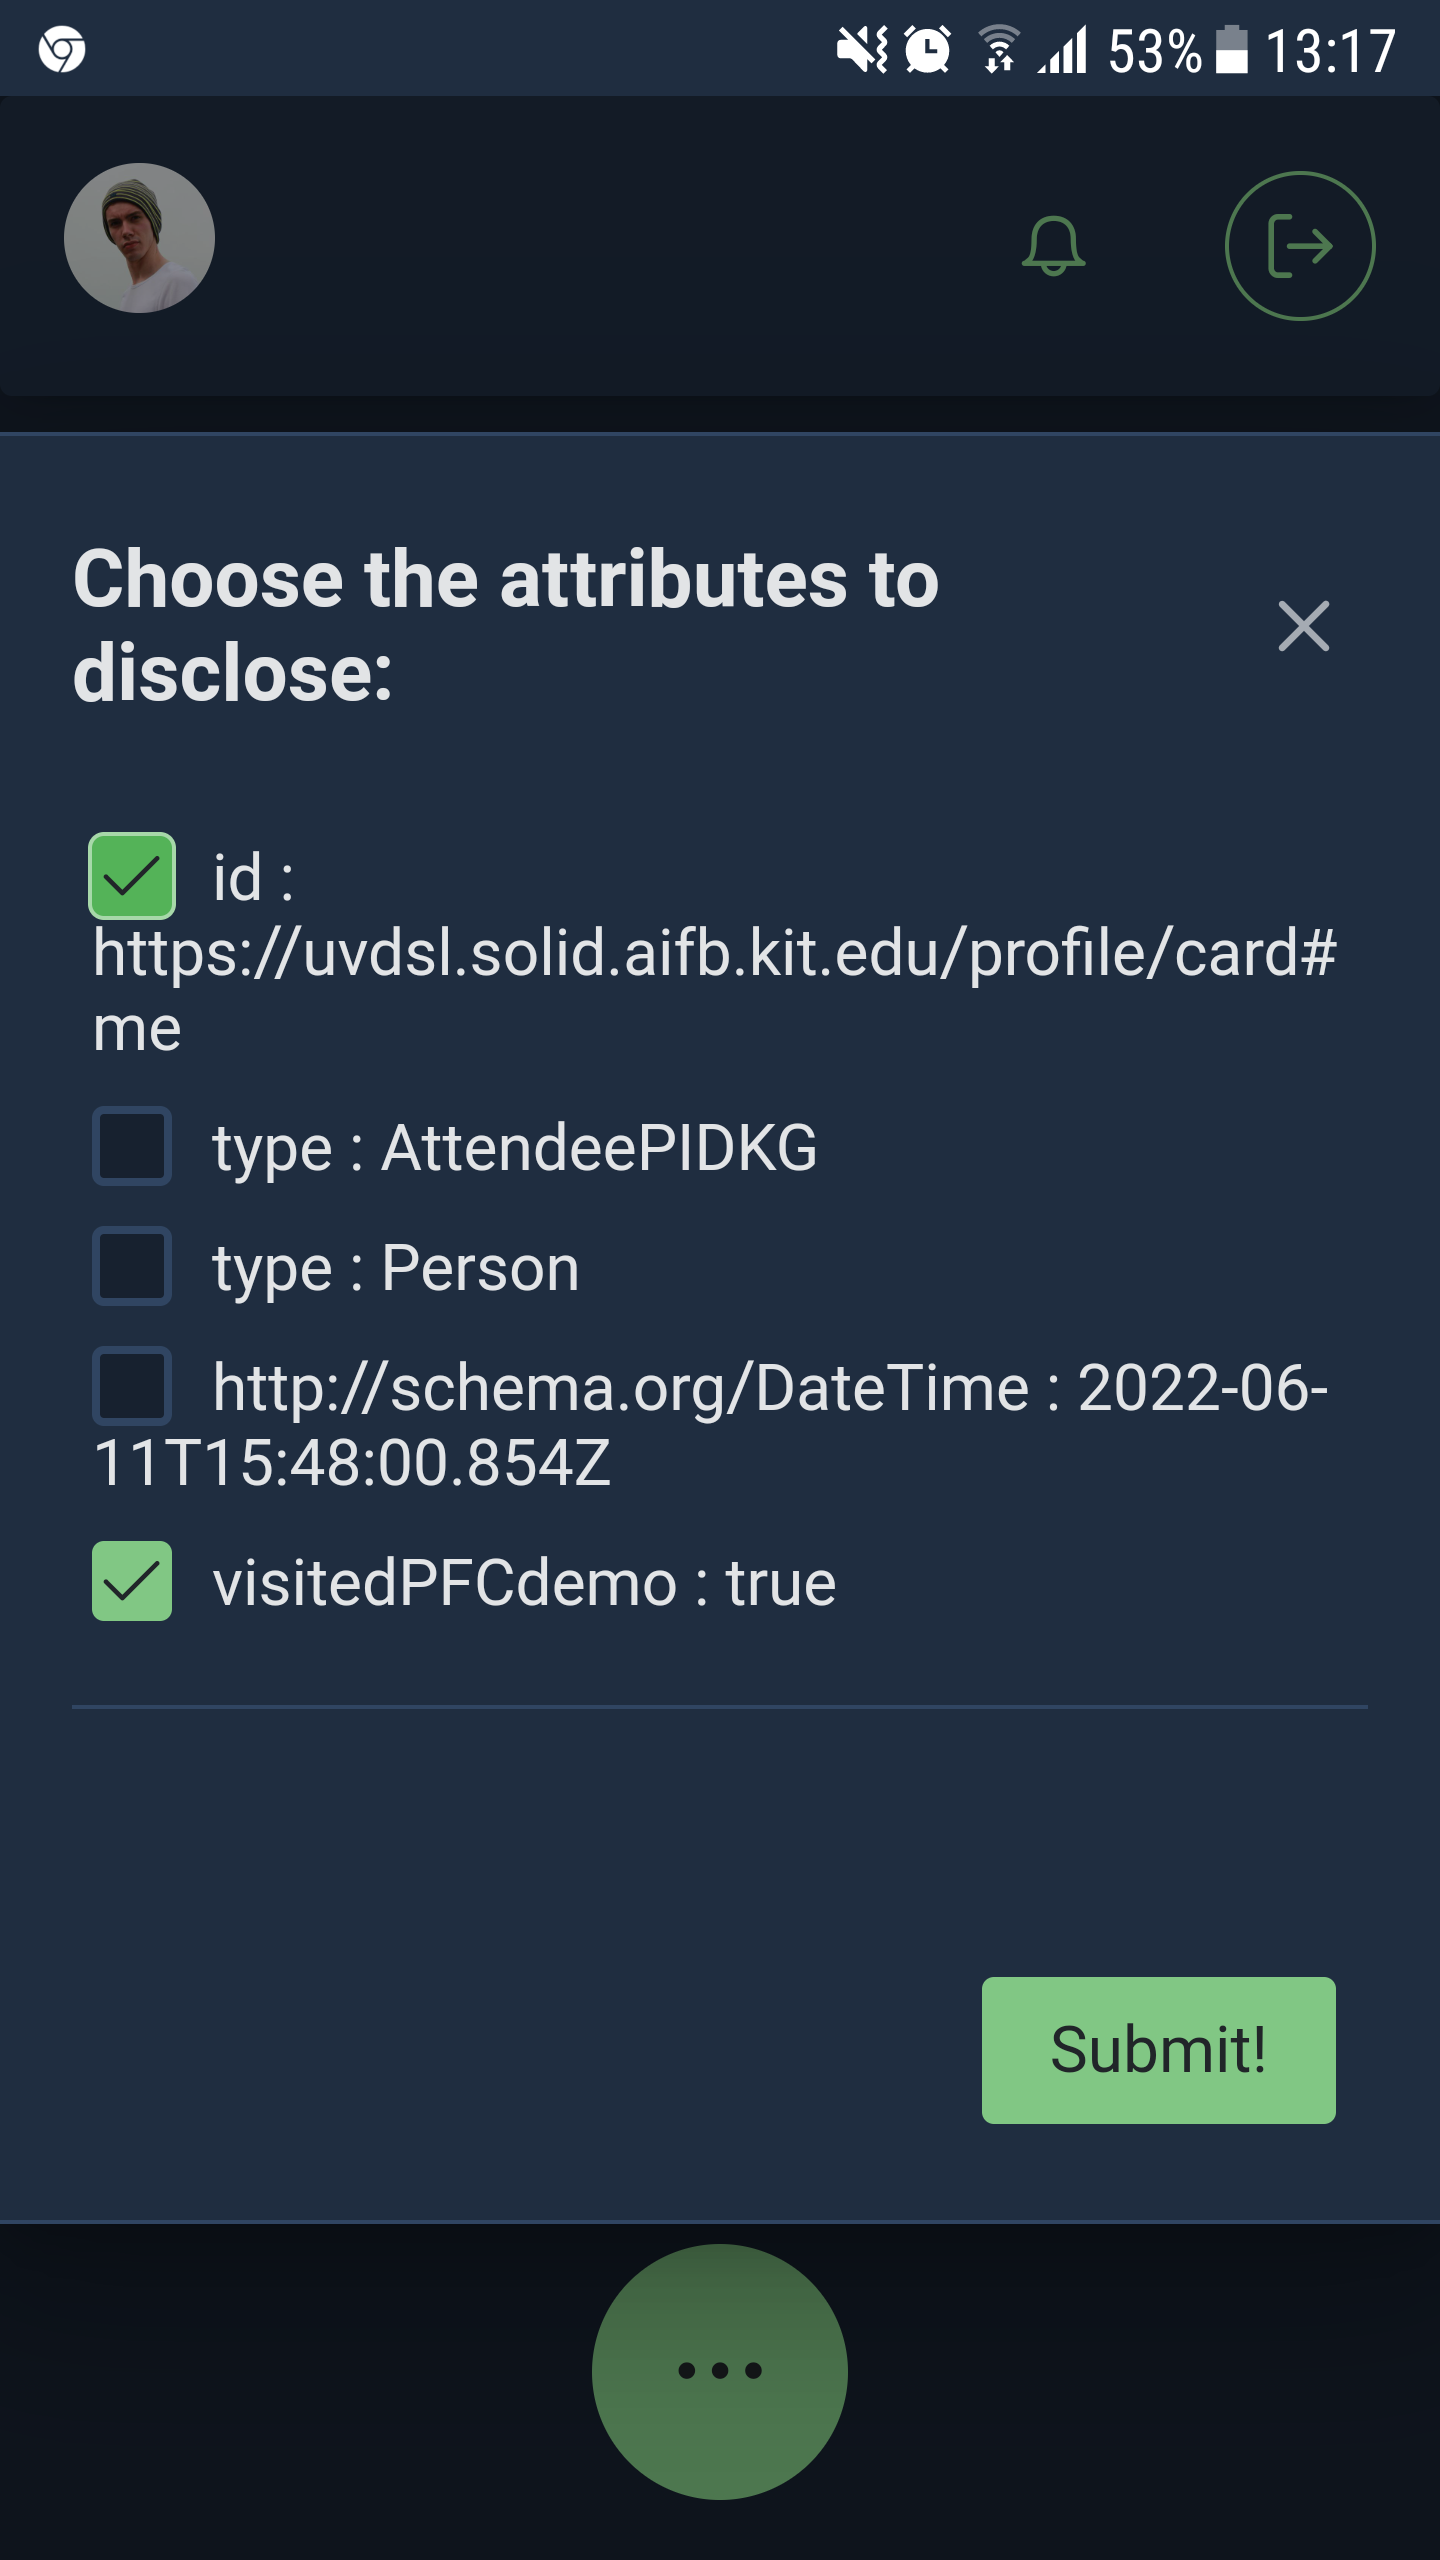 53% 13:17
Choose the attributes to
disclose:
id :
https://uvdsl.solid.aifb.kit.edu/profile/card#
me
type : AttendeePIDKG
type : Person
http://schema.org/DateTime : 2022-06-
11T15:48:00.854Z
visitedPFCdemo : true
Submit!